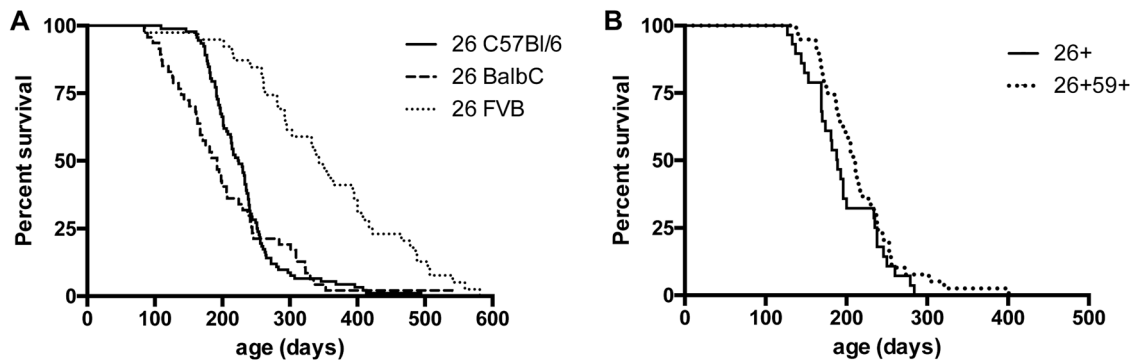 A
Percent survival
100
75
50
25
0
0 100 200 300 400 500 600
age (days)
26 C57Bl/6
26 BalbC
26 FVB
B
Percent survival
100
75
50
25
0
0 100 200 300 400 500
age (days)
26+
26+59+